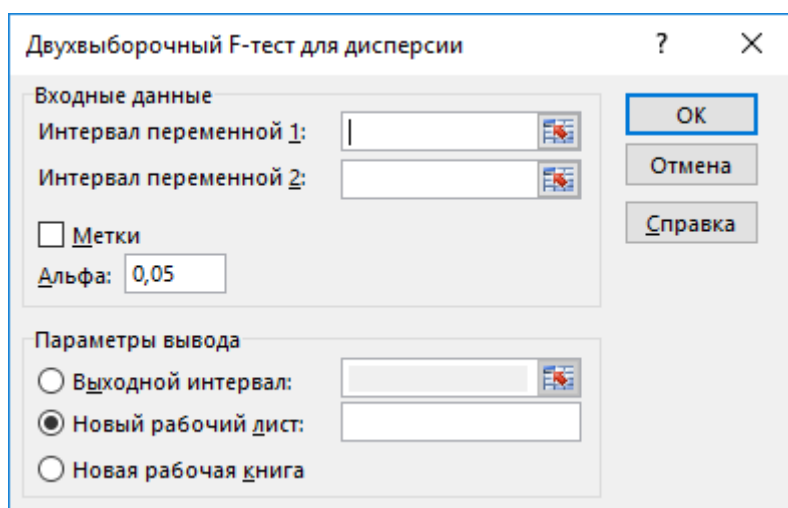 Двухвыборочный F-тест для дисперсии ? ×
Входные данные
Интервал переменной 1:
Интервал переменной 2:
Метки
Альфа: 0,05
ОК
Отмена
Справка
Параметры вывода
Выходной интервал:
Новый рабочий лист:
Новая рабочая книга